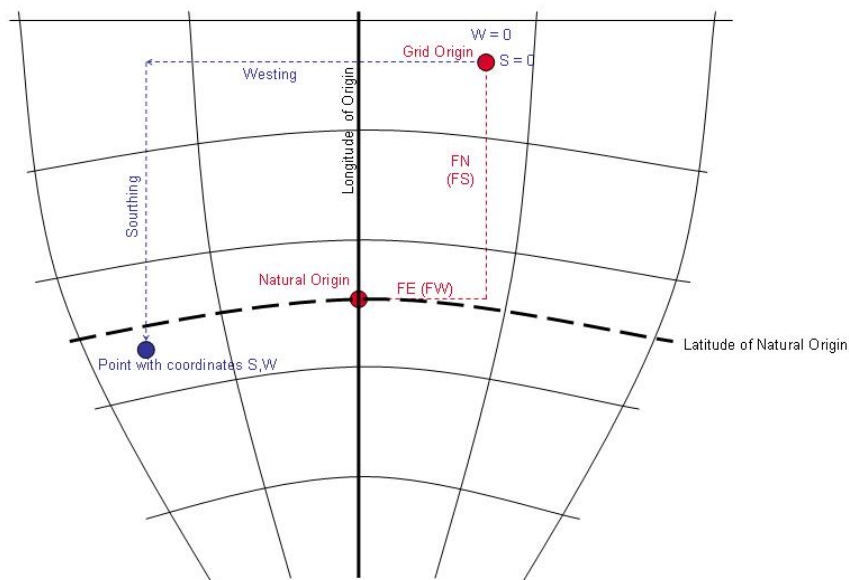 W = 0
Grid Origin
S = 0
Westing
Longitude of Origin
FN
(FS)
Sourthing
Natural Origin
FE (FW)
Latitude of Natural Origin
Point with coordinates S,W